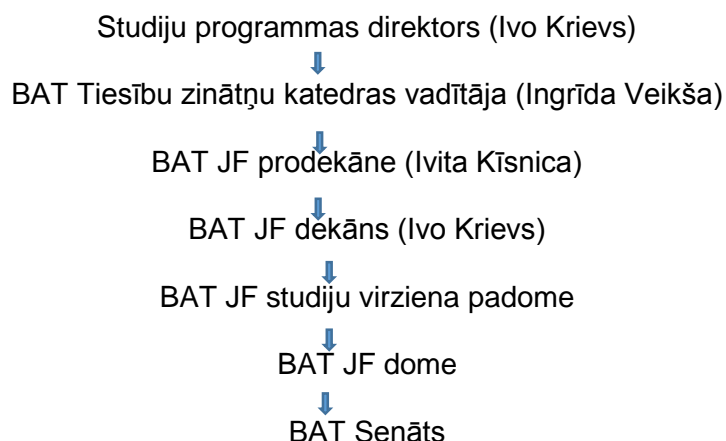 Studiju programmas direktors (Ivo Krievs)
BAT Tiesību zinātņu katedras vadītāja (Ingrīda Veikša)
BAT JF prodekāne (Ivita Kīsnica)
BAT JF dekāns (Ivo Krievs)
BAT JF studiju virziena padome
BAT JF dome
BAT Senāts